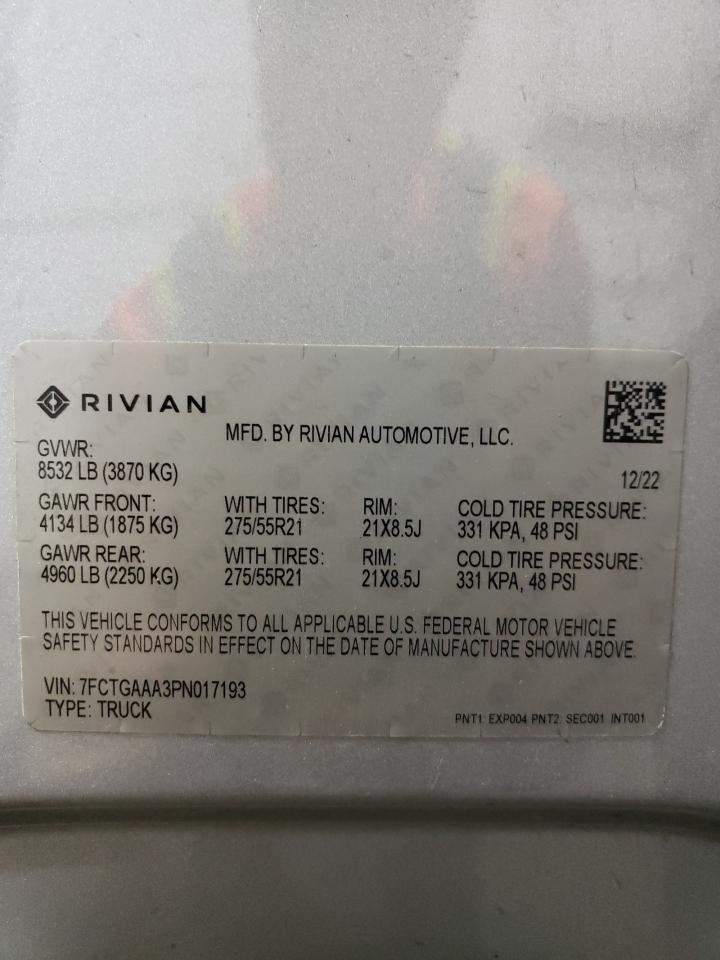 RIVIAN
MFD. BY RIVIAN AUTOMOTIVE, LLC.
GVWR:
8532 LB (3870 KG)
12/22
GAWR FRONT: WITH TIRES: RIM: COLD TIRE PRESSURE:
4134 LB (1875 KG) 275/55R21 21X8.5J 331 KPA, 48 PSI
GAWR REAR: WITH TIRES: RIM: COLD TIRE PRESSURE:
4960 LB (2250 KG) 275/55R21 21X8.5J 331 KPA, 48 PSI
THIS VEHICLE CONFORMS TO ALL APPLICABLE U.S. FEDERAL MOTOR VEHICLE
SAFETY STANDARDS IN EFFECT ON THE DATE OF MANUFACTURE SHOWN ABOVE.
VIN: 7FCTGAAA3PN017193
TYPE: TRUCK
PNT1: EXP004 PNT2: SEC001 INT001